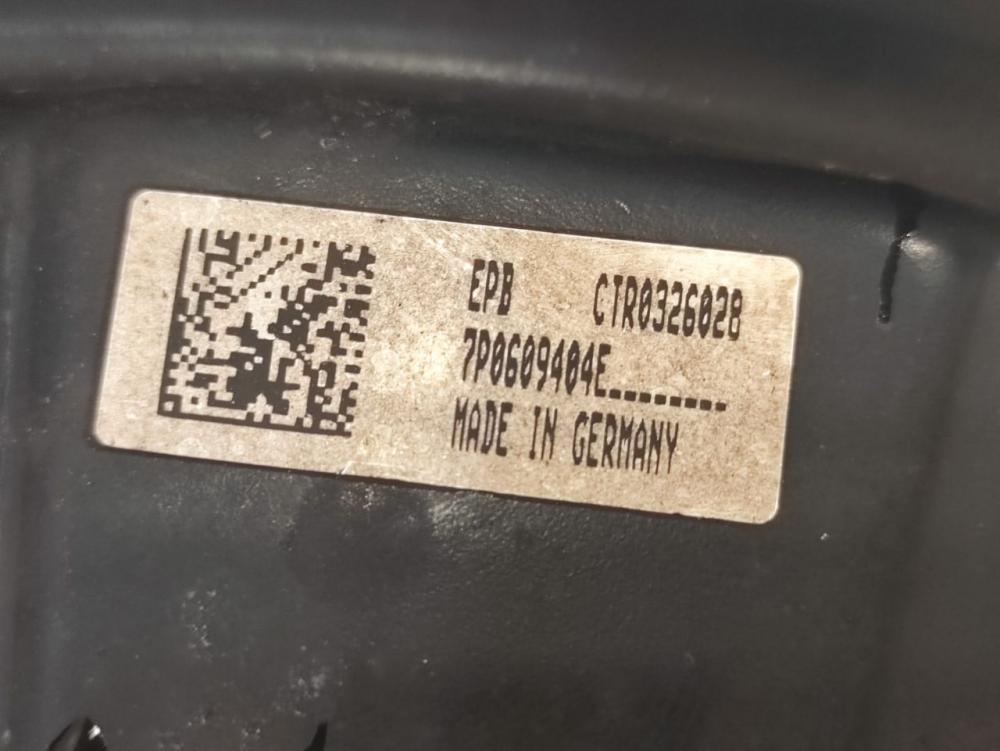 EPB CTR0326028
7P0609404E________
MADE IN GERMANY